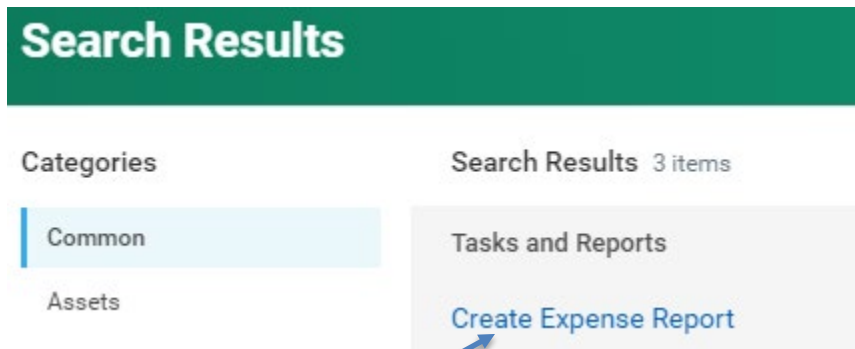 Search Results
Categories
Search Results 3 items
Common
Tasks and Reports
Assets
Create Expense Report